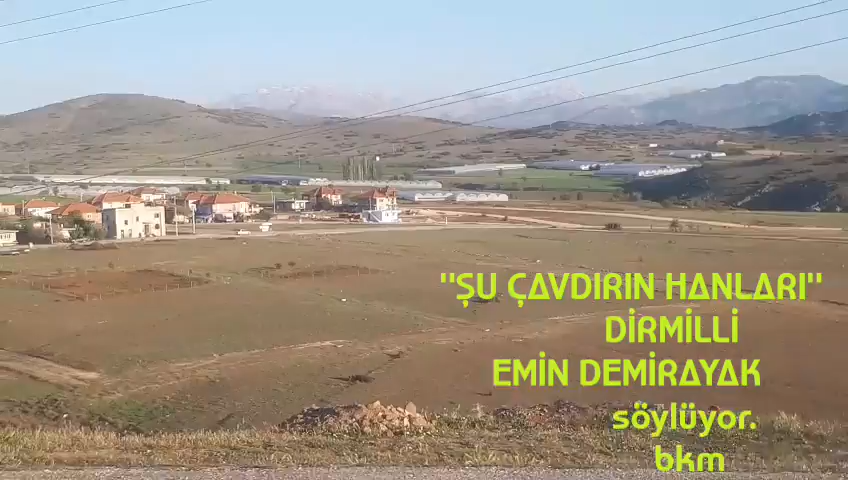 "ŞU ÇAVDIRIN HANLARI"
DİRMİLLİ
EMİN DEMİRAYAK
söylüyor.
bkm